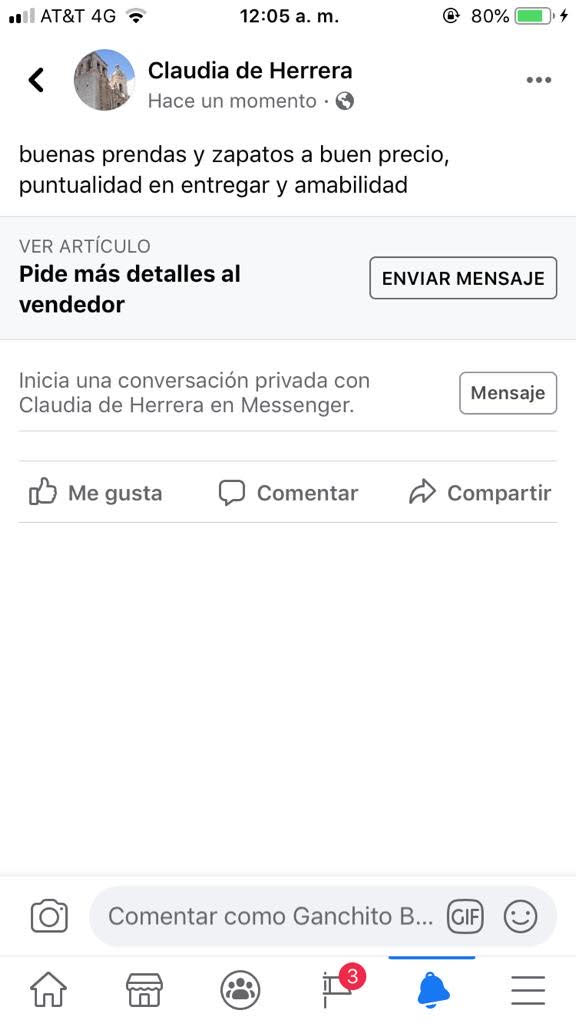 AT&T 4G 12:05 a. m. 80%
Claudia de Herrera
Hace un momento ·
buenas prendas y zapatos a buen precio,
puntualidad en entregar y amabilidad
VER ARTÍCULO
Pide más detalles al
vendedor
ENVIAR MENSAJE
Inicia una conversación privada con
Claudia de Herrera en Messenger.
Mensaje
Me gusta Comentar Compartir
Comentar como Ganchito B... GIF
3